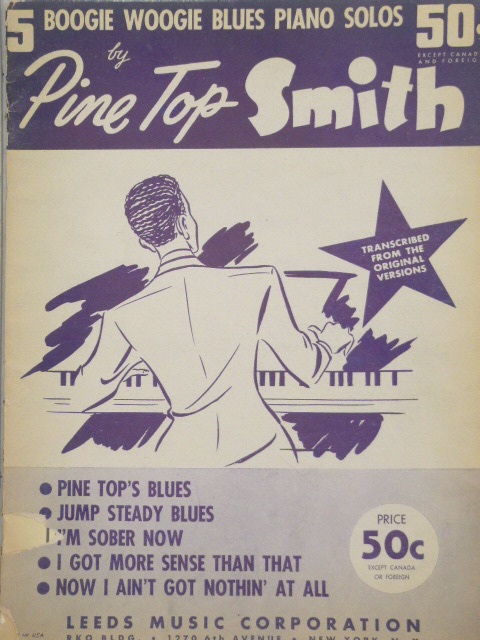 5 BOOGIE WOOGIE BLUES PIANO SOLOS 50
EXCEPT CANADA
AND FOREIGN
by
Pine Top Smith
TRANSCRIBED
FROM THE
ORIGINAL
VERSIONS
• PINE TOP'S BLUES
• JUMP STEADY BLUES
I'M SOBER NOW
• I GOT MORE SENSE THAN THAT
• NOW I AIN'T GOT NOTHIN' AT ALL
PRICE
50c
EXCEPT CANADA
OR FOREIGN
LEEDS MUSIC CORPORATION
RKO BLDG. • 1270 6th AVENUE • NEW YORK
IN USA